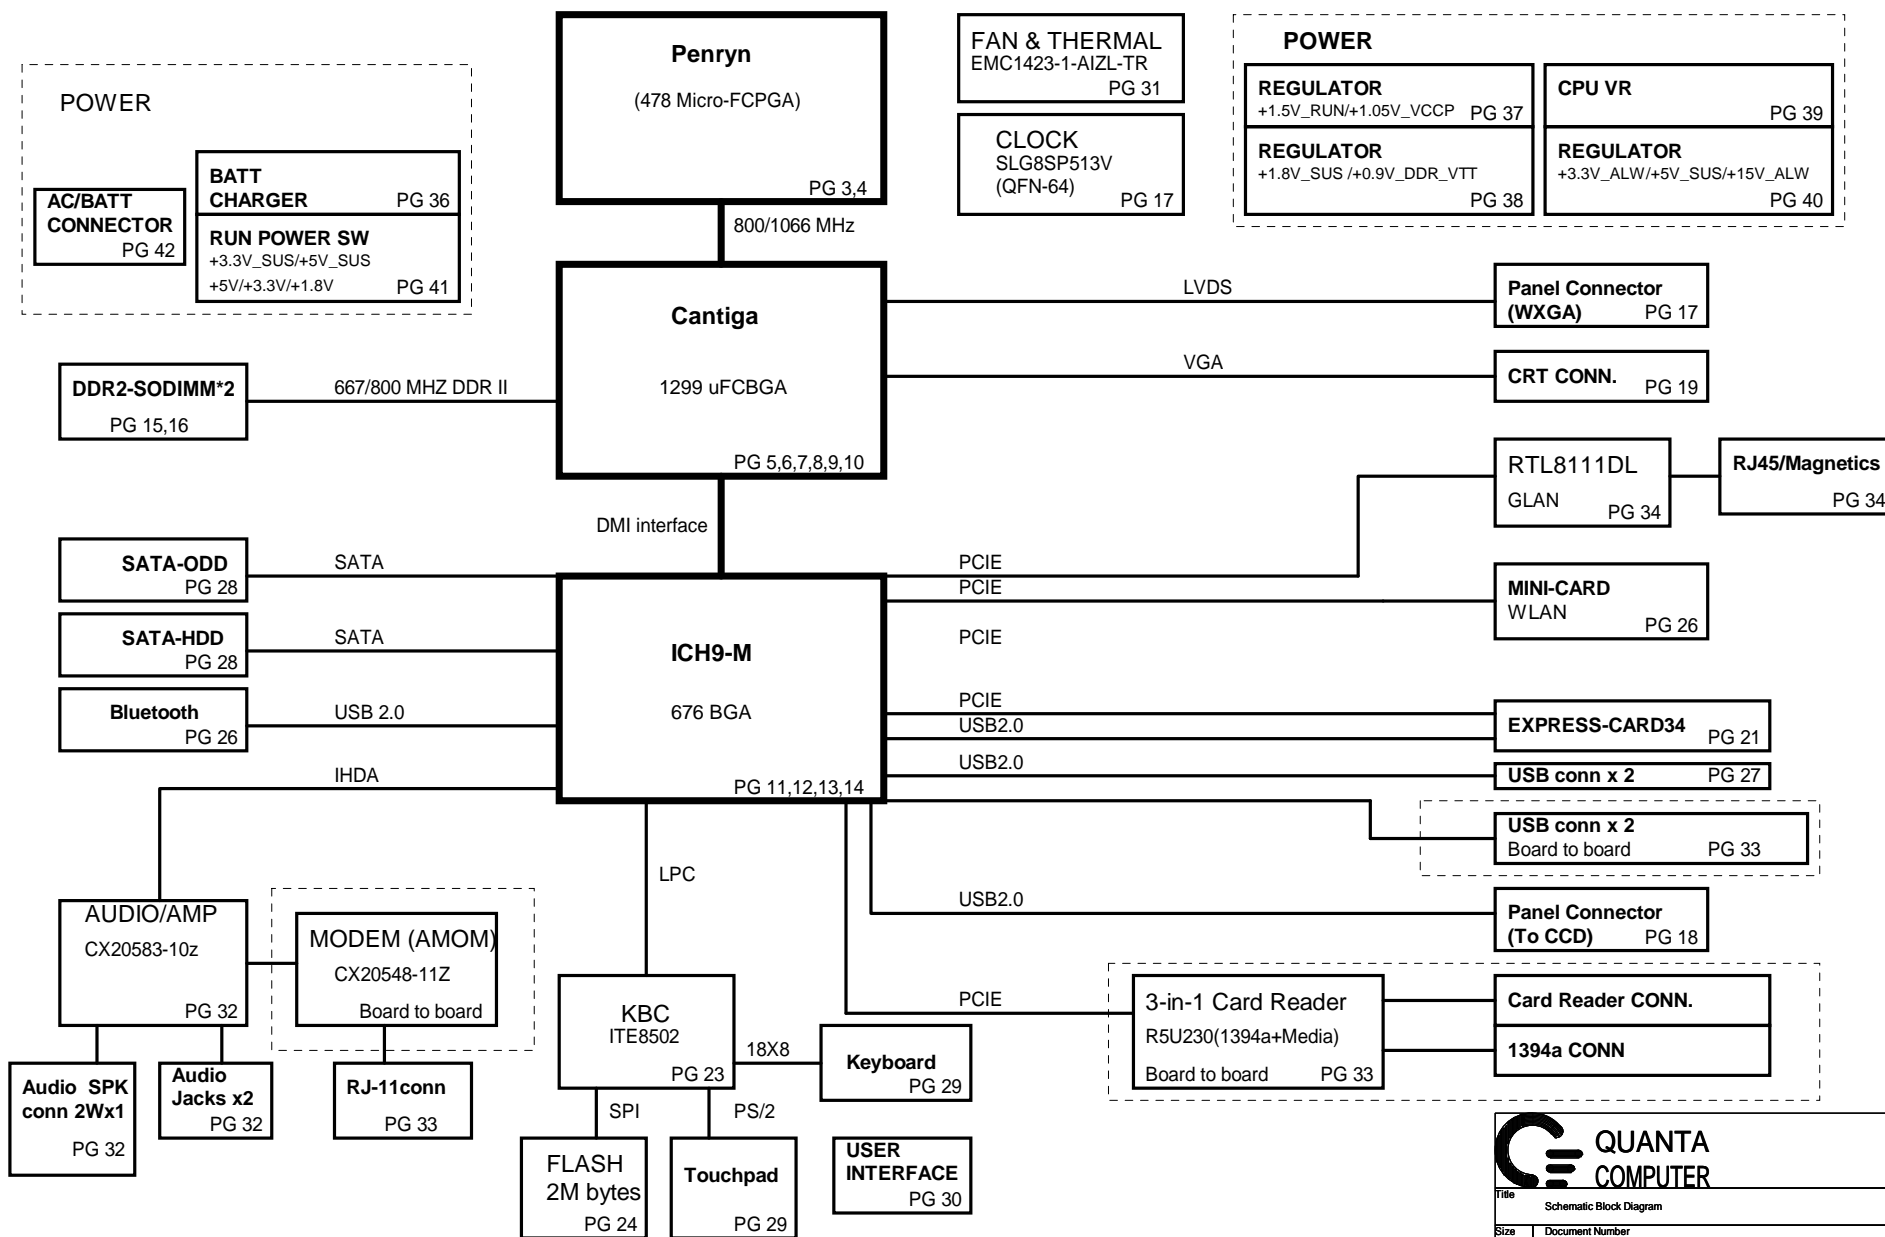 Penryn
(478 Micro-FCPGA)
PG 3,4
FAN & THERMAL
EMC1423-1-AIZL-TR
PG 31
CLOCK
SLG8SP513V
(QFN-64)
PG 17
POWER
REGULATOR
+1.5V_RUN/+1.05V_VCCP PG 37
CPU VR
PG 39
REGULATOR
+1.8V_SUS /+0.9V_DDR_VTT
PG 38
REGULATOR
+3.3V_ALW/+5V_SUS/+15V_ALW
PG 40
POWER
AC/BATT
CONNECTOR
PG 42
BATT
CHARGER PG 36
RUN POWER SW
+3.3V_SUS/+5V_SUS
+5V/+3.3V/+1.8V PG 41
800/1066 MHz
Cantiga
1299 uFCBGA
PG 5,6,7,8,9,10
LVDS
Panel Connector
(WXGA) PG 17
VGA
CRT CONN.
PG 19
DDR2-SODIMM*2
PG 15,16
667/800 MHZ DDR II
RTL8111DL
GLAN
PG 34
RJ45/Magnetics
PG 34
DMI interface
SATA-ODD
PG 28
SATA
SATA-HDD
PG 28
SATA
Bluetooth
PG 26
USB 2.0
IHDA
ICH9-M
676 BGA
PG 11,12,13,14
PCIE
PCIE
MINI-CARD
WLAN
PG 26
PCIE
PCIE
USB2.0
EXPRESS-CARD34
PG 21
USB2.0
USB conn x 2 PG 27
USB conn x 2
Board to board PG 33
LPC
USB2.0
Panel Connector
(To CCD) PG 18
AUDIO/AMP
CX20583-10z
PG 32
MODEM (AMOM)
CX20548-11Z
Board to board
KBC
ITE8502
PG 23
PCIE
3-in-1 Card Reader
R5U230(1394a+Media)
Board to board PG 33
Card Reader CONN.
1394a CONN
18X8
Keyboard
PG 29
Audio SPK
conn 2Wx1
PG 32
Audio
Jacks x2
PG 32
RJ-11conn
PG 33
SPI
PS/2
FLASH
2M bytes
PG 24
Touchpad
PG 29
USER
INTERFACE
PG 30
QUANTA
COMPUTER
Title
Schematic Block Diagram
Size Document Number